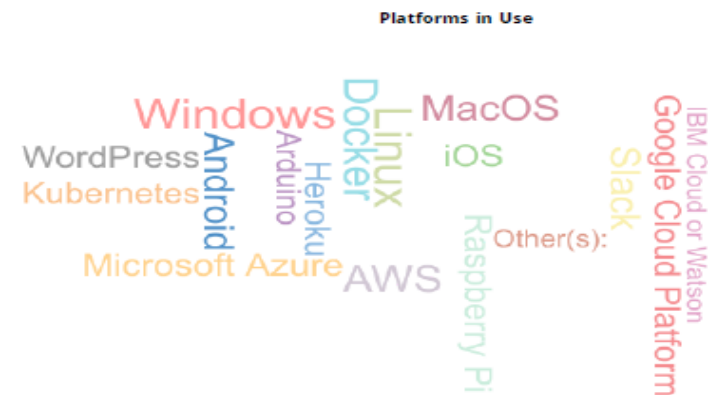 Platforms in Use
Windows
Docker
Linux
MacOS
IBM Cloud or Watson
Google Cloud Platform
WordPress
Android
Arduino
Heroku
iOS
Slack
Kubernetes
Raspberry Pi
Other(s):
Microsoft Azure
AWS